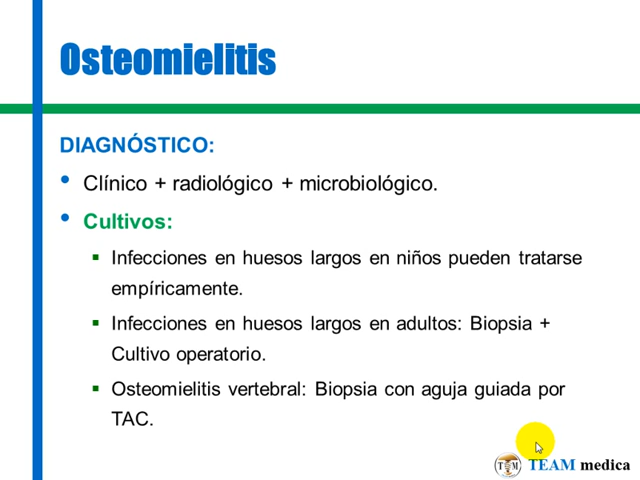 Osteomielitis
DIAGNÓSTICO:
• Clínico + radiológico + microbiológico.
• Cultivos:
▪ Infecciones en huesos largos en niños pueden tratarse
empíricamente.
▪ Infecciones en huesos largos en adultos: Biopsia +
Cultivo operatorio.
▪ Osteomielitis vertebral: Biopsia con aguja guiada por
TAC.
TEAM medica